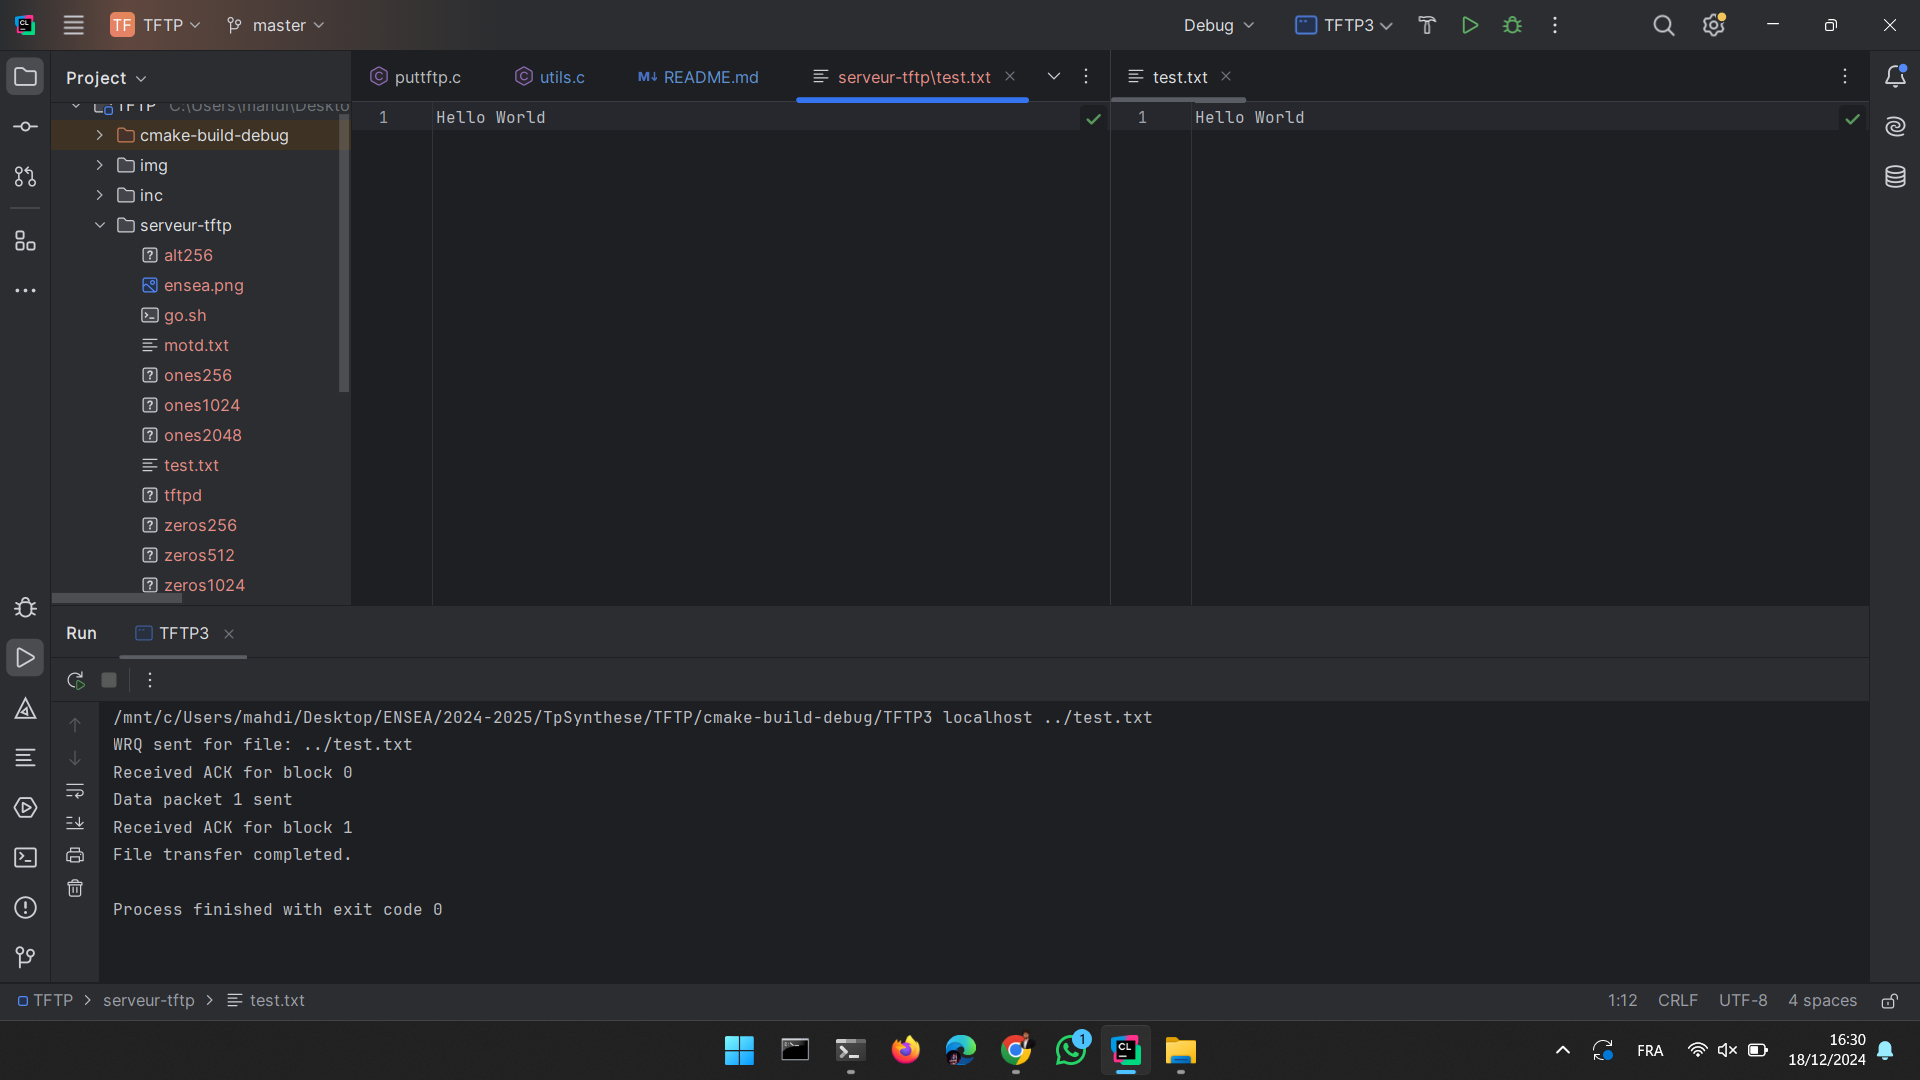 TF TFTP master Debug TFTP3
Project
puttftp.c utils.c README.md serveur-tftp\test.txt test.txt
TFTP C:\Users\mahdi\Deskto
cmake-build-debug
img
inc
serveur-tftp
alt256
ensea.png
go.sh
motd.txt
ones256
ones1024
ones2048
test.txt
tftpd
zeros256
zeros512
zeros1024
1 Hello World
1 Hello World
Run TFTP3
/mnt/c/Users/mahdi/Desktop/ENSEA/2024-2025/TpSynthese/TFTP/cmake-build-debug/TFTP3 localhost ../test.txt
WRQ sent for file: ../test.txt
Received ACK for block 0
Data packet 1 sent
Received ACK for block 1
File transfer completed.
Process finished with exit code 0
TFTP > serveur-tftp > test.txt
1:12 CRLF UTF-8 4 spaces
CL
1
CL
FRA
16:30
18/12/2024